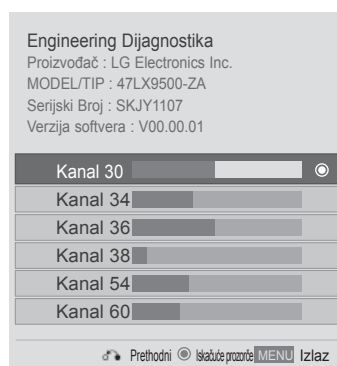 Engineering Dijagnostika
Proizvođač : LG Electronics Inc.
MODEL/TIP : 47LX9500-ZA
Serijski Broj : SKJY1107
Verzija softvera : V00.00.01
Kanal 30
Kanal 34
Kanal 36
Kanal 38
Kanal 54
Kanal 60
Prethodni Iskačuće prozorče MENU Izlaz